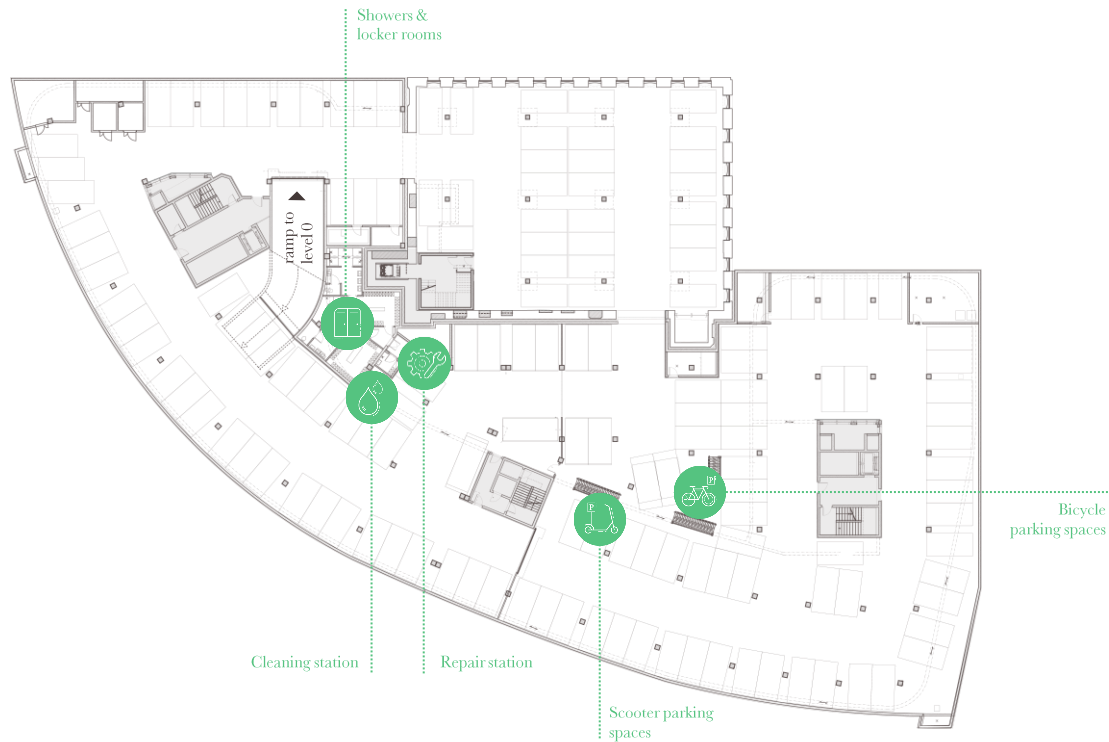 Showers &
locker rooms
ramp to
level 0
P
P
Bicycle
parking spaces
Cleaning station
Repair station
Scooter parking
spaces